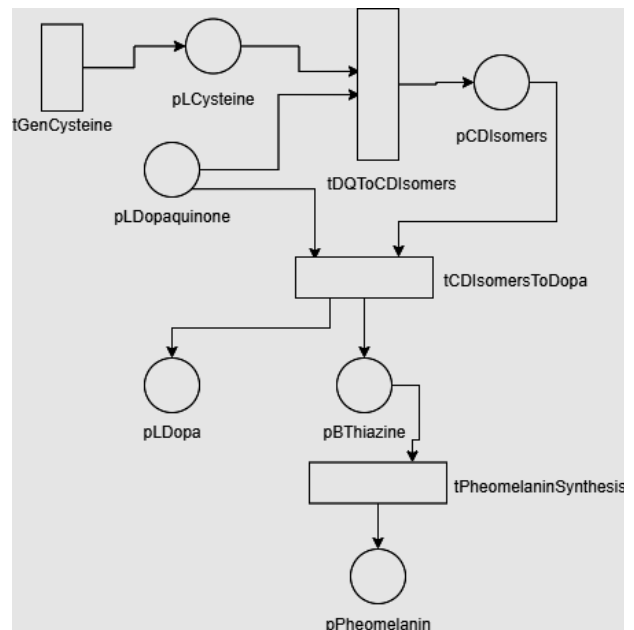 pLCysteine
tGenCysteine
pCDIsomers
tDQToCDIsomers
pLDopaquinone
tCDIsomersToDopa
pLDopa
pBThiazine
tPheomelaninSynthesis
pPheomelanin